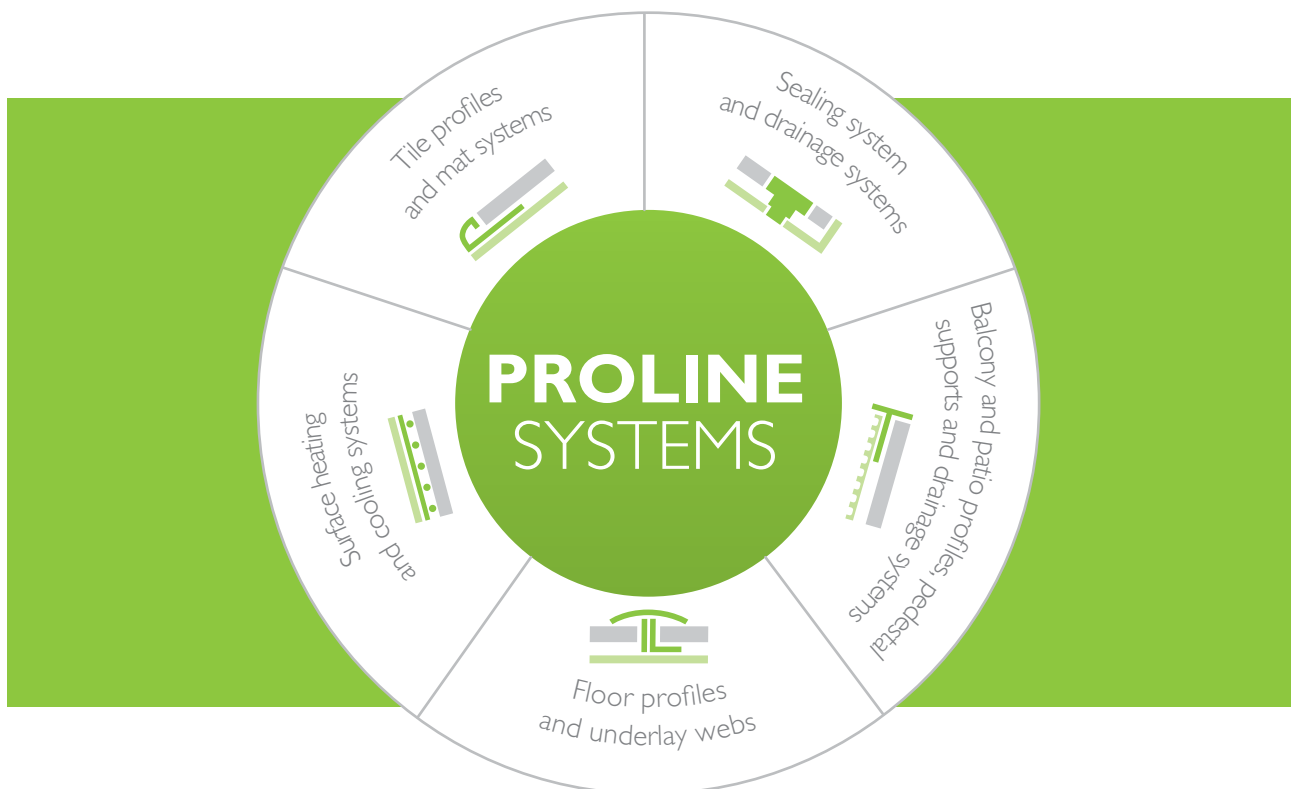 Tile profiles
and mat systems
Sealing system
and drainage systems
Balcony and patio profiles, pedestal
supports and drainage systems
Floor profiles
and underlay webs
Surface heating
and cooling systems
PROLINE
SYSTEMS